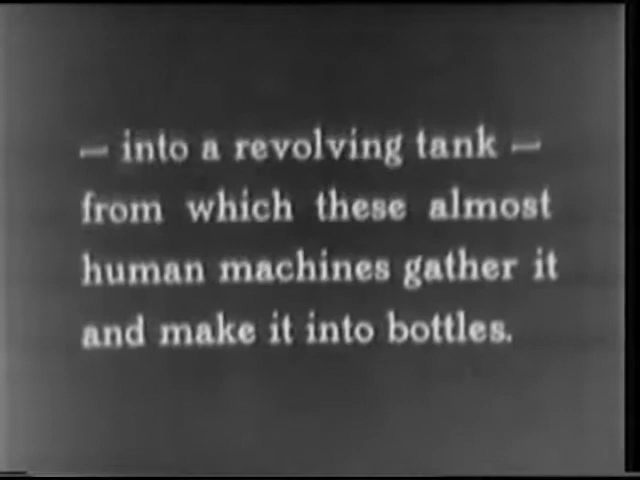 — into a revolving tank —
from which these almost
human machines gather it
and make it into bottles.